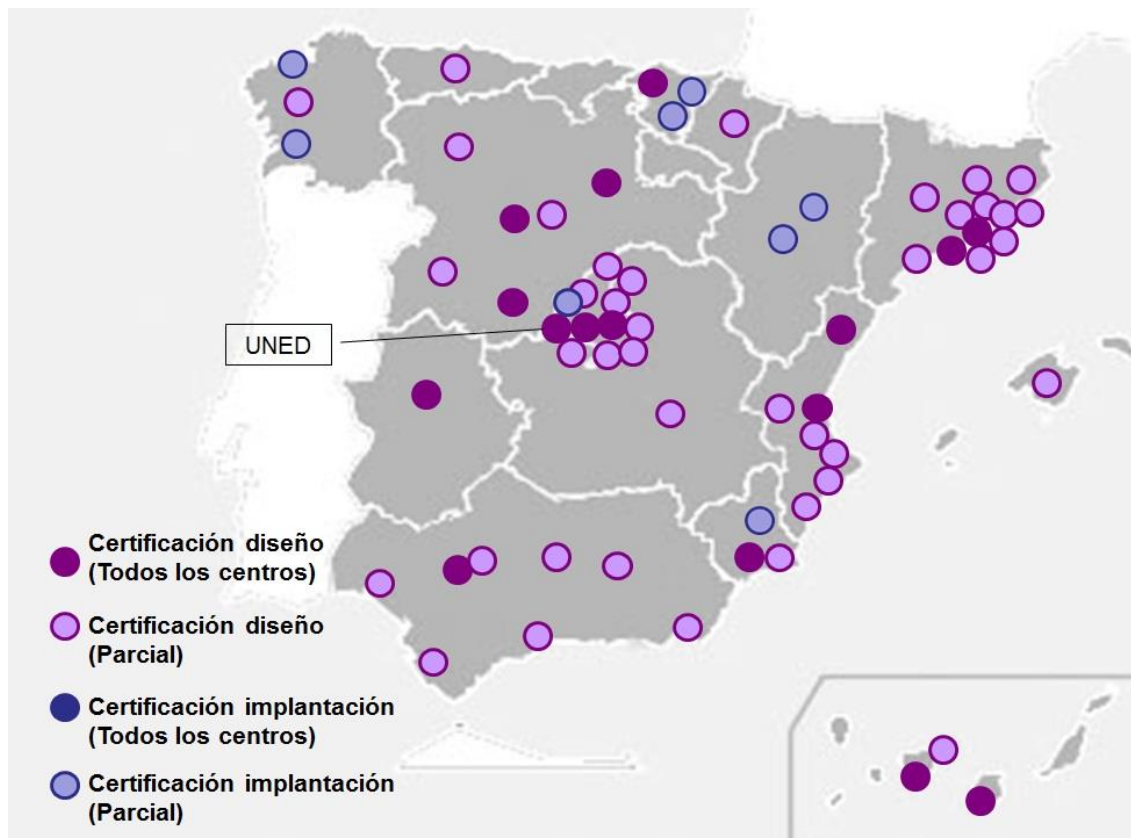 UNED
Certificación diseño
(Todos los centros)
Certificación diseño
(Parcial)
Certificación implantación
(Todos los centros)
Certificación implantación
(Parcial)